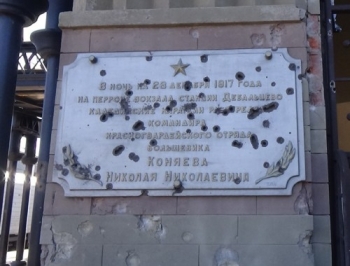 В НОЧЬ НА 28 ДЕКАБРЯ 1917 ГОДА
НА ПЕРРОНЕ ВОКЗАЛА СТАНЦИИ ДЕБАЛЬЦЕВО
КОМАНДИРА
КРАСНОГВАРДЕЙСКОГО ОТРЯДА
БОЛЬШЕВИКА
КОНЯЕВА
НИКОЛАЯ НИКОЛАЕВИЧА